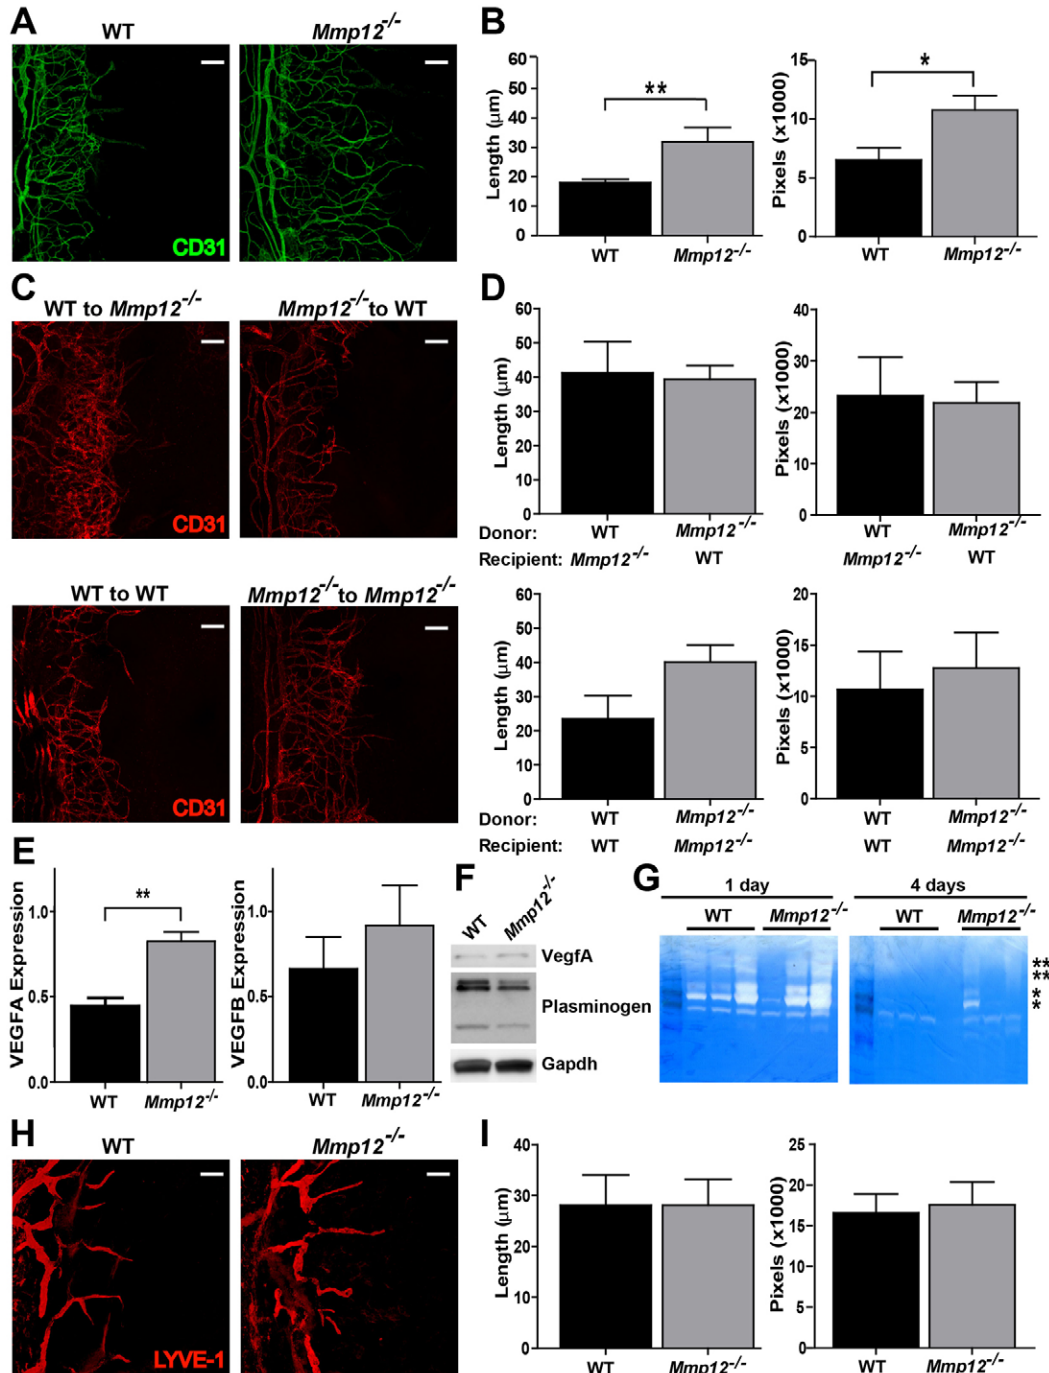 A
WT
Mmp12-/-
CD31
B
Length (µm)
60
50
40
30
20
10
0
**
WT
Mmp12-/-
Pixels (x1000)
15
10
5
0
*
WT
Mmp12-/-
C
WT to Mmp12-/-
Mmp12-/- to WT
CD31
WT to WT
Mmp12-/- to Mmp12-/-
CD31
D
Length (µm)
60
50
40
30
20
10
0
Pixels (x1000)
40
30
20
10
0
Donor: WT Mmp12-/- WT Mmp12-/-
Recipient: Mmp12-/- WT Mmp12-/- WT
Length (µm)
60
50
40
30
20
10
0
Pixels (x1000)
20
15
10
5
0
Donor: WT Mmp12-/- WT Mmp12-/-
Recipient: WT Mmp12-/- WT Mmp12-/-
E
VEGFA Expression
1.0
0.5
0.0
**
WT
Mmp12-/-
VEGFB Expression
1.0
0.5
0.0
WT
Mmp12-/-
F
WT
Mmp12-/-
VegfA
Plasminogen
Gapdh
G
1 day
4 days
WT
Mmp12-/-
WT
Mmp12-/-
**
**
*
*
H
WT
Mmp12-/-
LYVE-1
I
Length (µm)
40
30
20
10
0
WT
Mmp12-/-
Pixels (x1000)
25
20
15
10
5
0
WT
Mmp12-/-